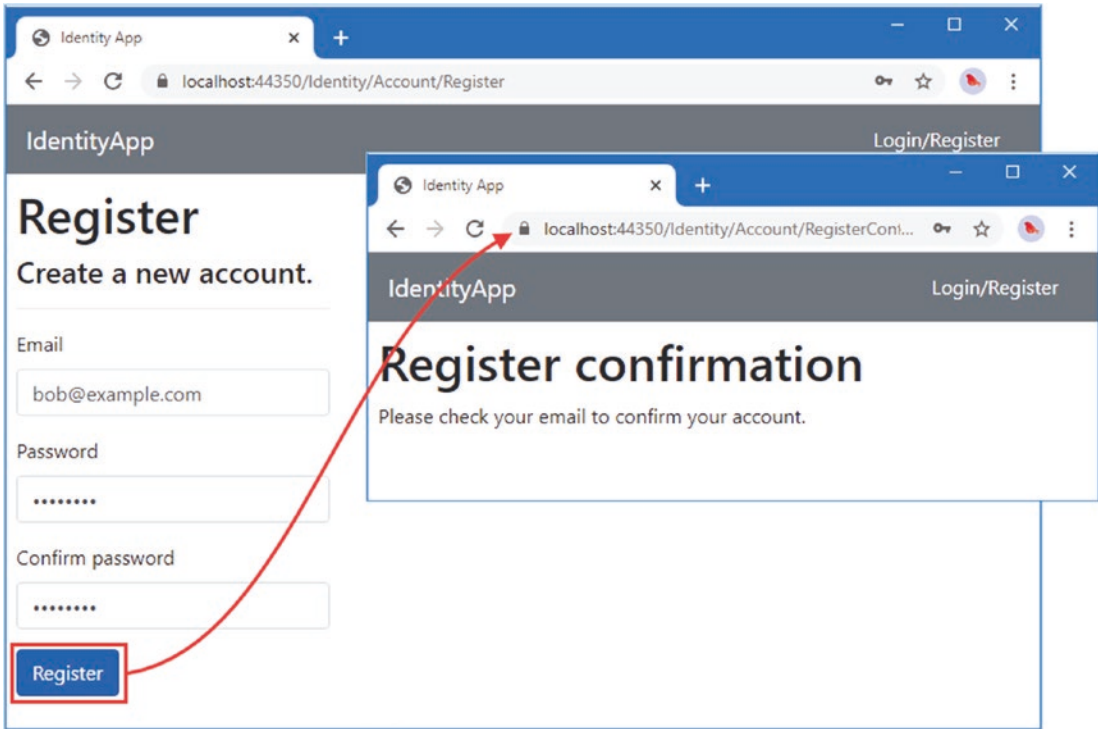 Identity App
localhost:44350/Identity/Account/Register
IdentityApp
Login/Register
Register
Create a new account.
Email
bob@example.com
Password
••••••••
Confirm password
••••••••
Register
Identity App
localhost:44350/Identity/Account/RegisterConf...
IdentityApp
Login/Register
Register confirmation
Please check your email to confirm your account.